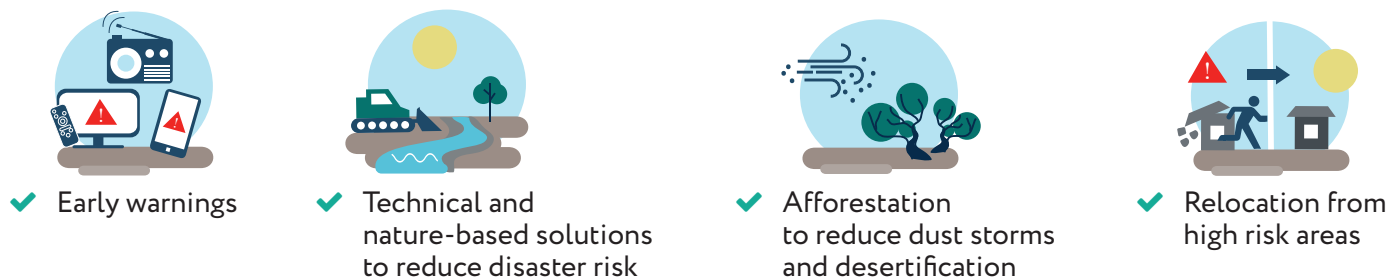 Early warnings
Technical and
nature-based solutions
to reduce disaster risk
Afforestation
to reduce dust storms
and desertification
Relocation from
high risk areas